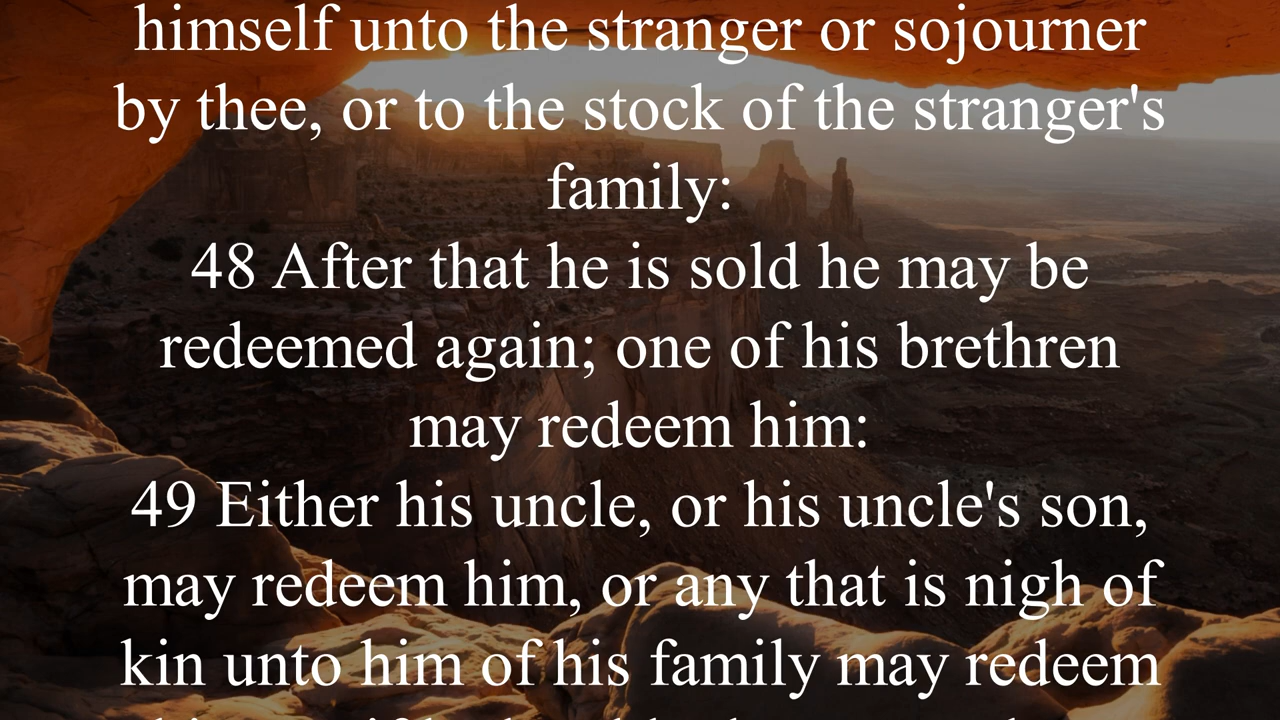 himself unto the stranger or sojourner
by thee, or to the stock of the stranger's
family:
48 After that he is sold he may be
redeemed again; one of his brethren
may redeem him:
49 Either his uncle, or his uncle's son,
may redeem him, or any that is nigh of
kin unto him of his family may redeem